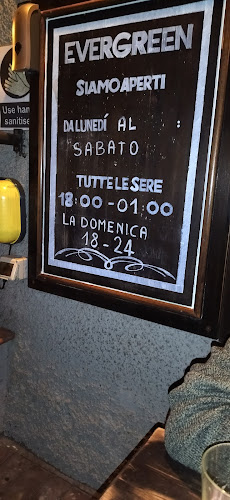 EVERGREEN
SIAMO APERTI
DA LUNEDÍ AL :
SABATO
TUTTE LE SERE
18:00-01:00
LA DOMENICA
18-24
Use han
sanitise